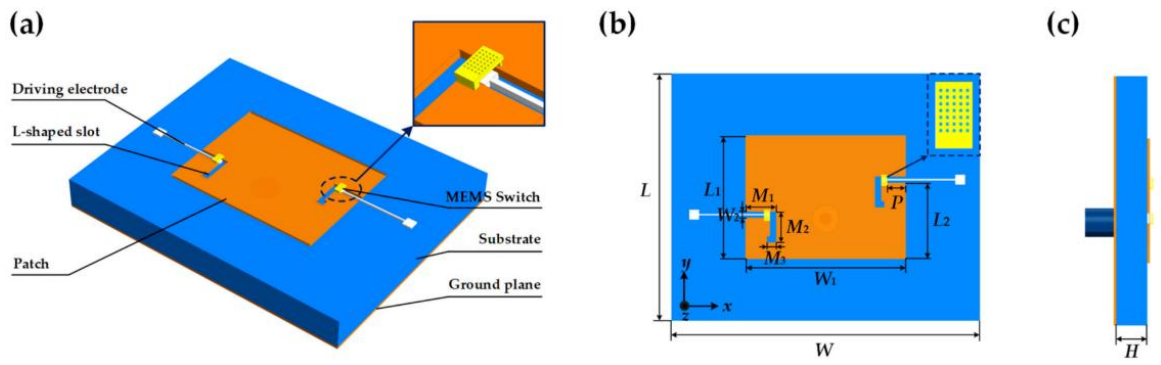 (a)
Driving electrode
L-shaped slot
MEMS Switch
Substrate
Patch
Ground plane
(b)
L
L1
M1
W2
M2
M3
P
L2
W1
y
x
z
W
(c)
H